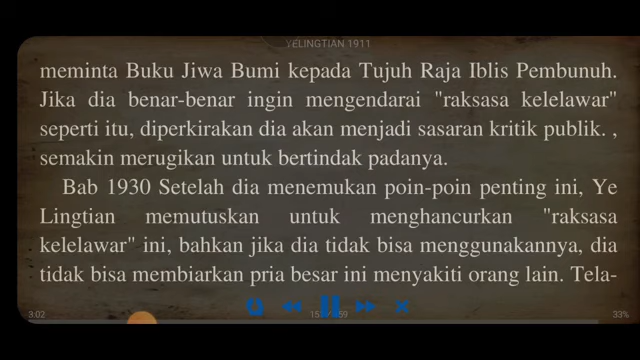 YELINGTIAN 1911
meminta Buku Jiwa Bumi kepada Tujuh Raja Iblis Pembunuh.
Jika dia benar-benar ingin mengendarai "raksasa kelelawar"
seperti itu, diperkirakan dia akan menjadi sasaran kritik publik. ,
semakin merugikan untuk bertindak padanya.
Bab 1930 Setelah dia menemukan poin-poin penting ini, Ye
Lingtian memutuskan untuk menghancurkan "raksasa
kelelawar" ini, bahkan jika dia tidak bisa menggunakannya, dia
tidak bisa membiarkan pria besar ini menyakiti orang lain. Tela-
3:02
33%